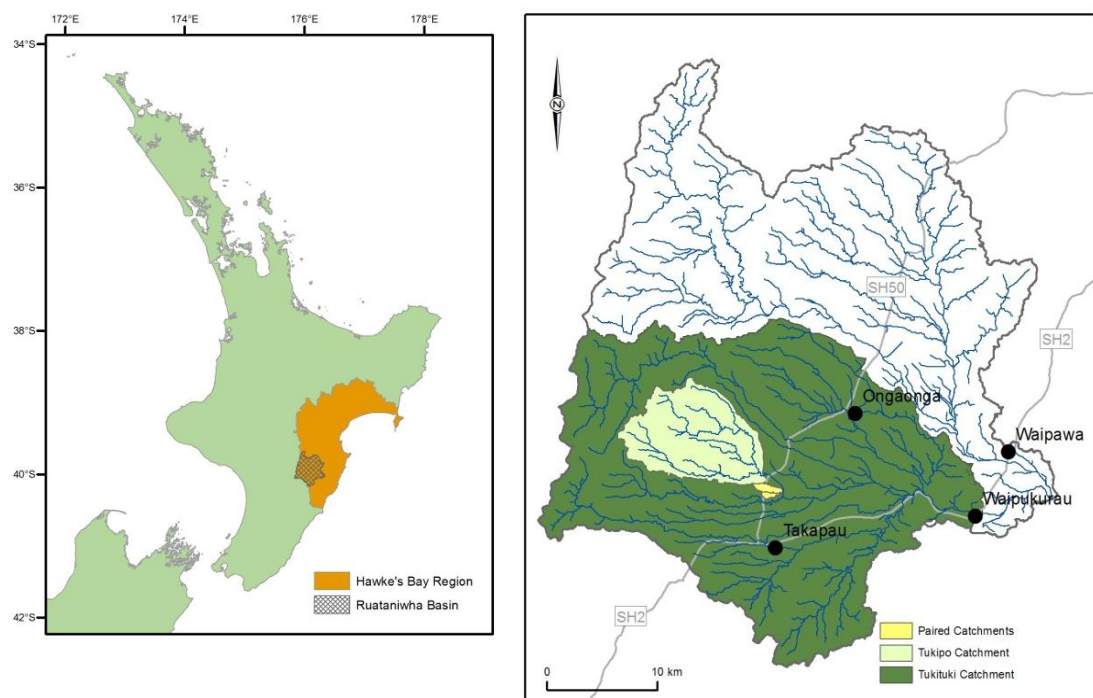 172°E
174°E
176°E
178°E
34°S
36°S
38°S
40°S
42°S
Hawke's Bay Region
Ruataniwha Basin
N
SH50
SH2
Ongaonga
Waipawa
Waipukurau
Takapau
SH2
Paired Catchments
Tukipo Catchment
Tukituki Catchment
0 10 km